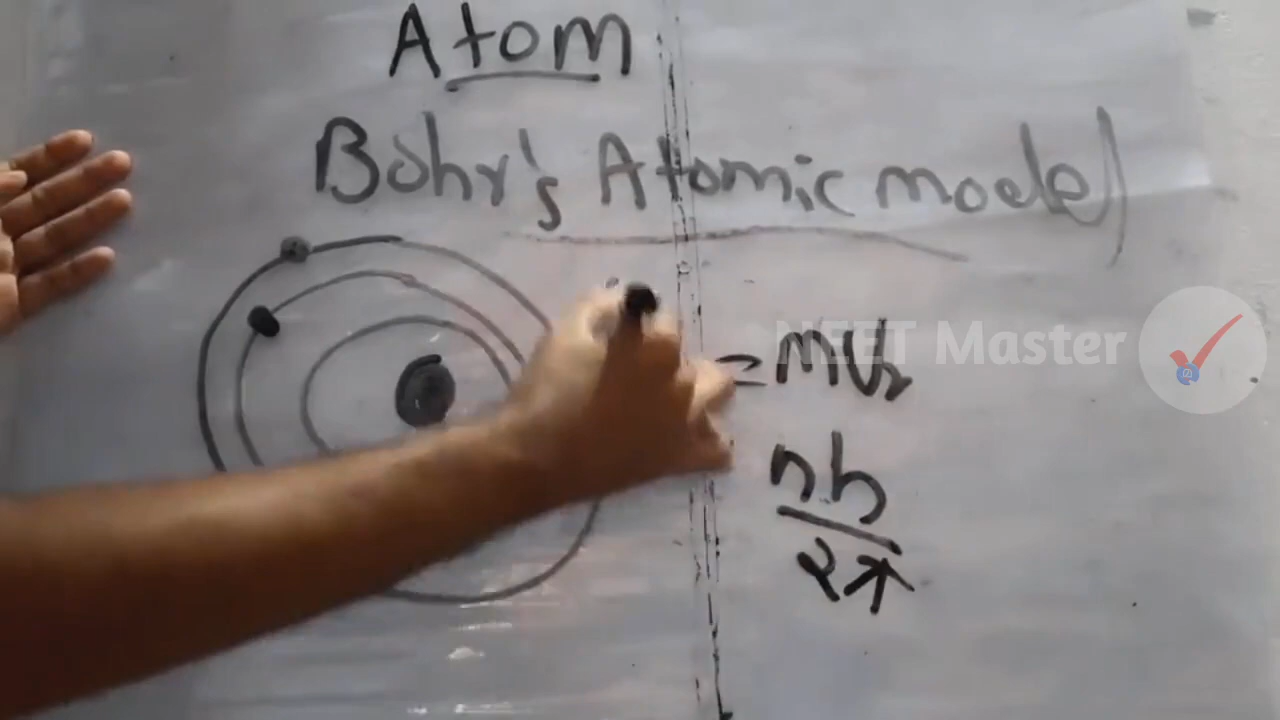 Atom
Bohr's Atomic model
= mvr
NEET Master
nh
2π